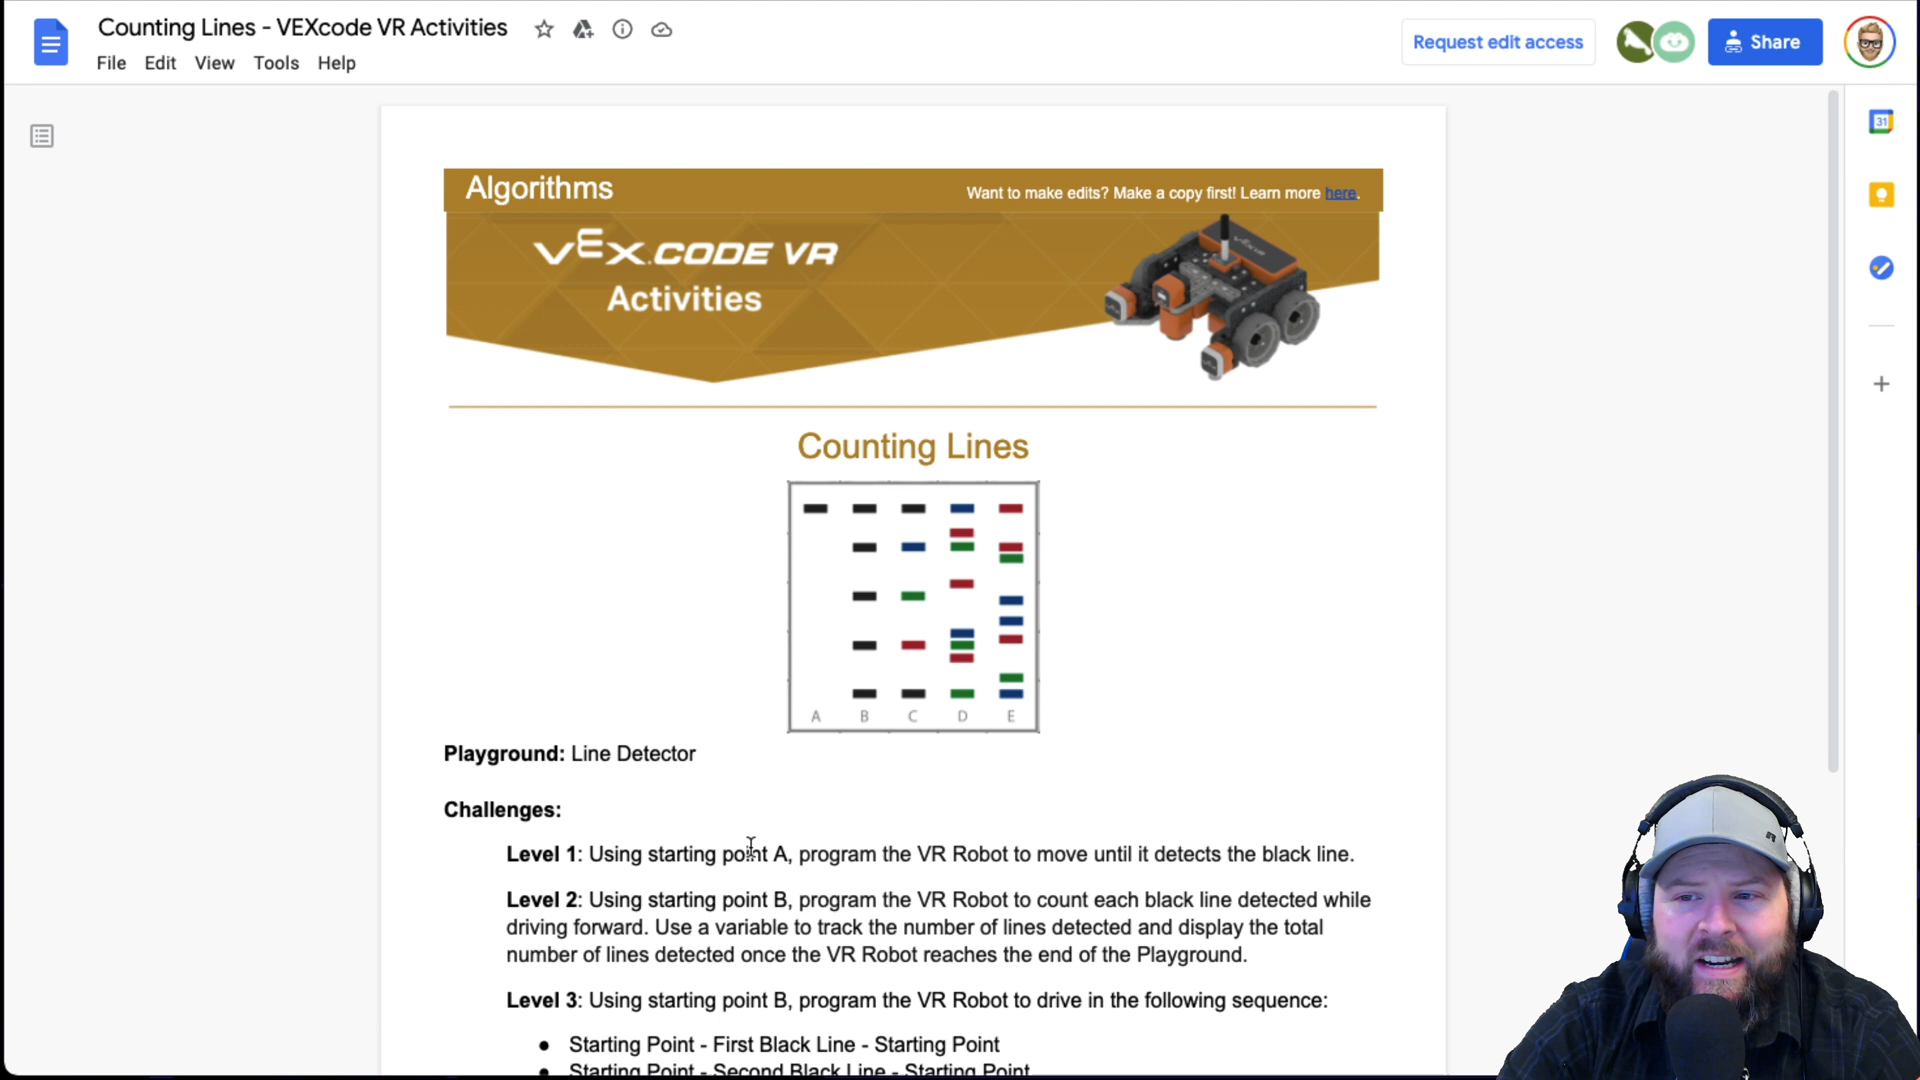 Counting Lines - VEXcode VR Activities
File Edit View Tools Help
Request edit access
Share
31
Algorithms
Want to make edits? Make a copy first! Learn more here.
VEX.CODE VR
Activities
Counting Lines
A B C D E
Playground: Line Detector
Challenges:
Level 1: Using starting point A, program the VR Robot to move until it detects the black line.
Level 2: Using starting point B, program the VR Robot to count each black line detected while
driving forward. Use a variable to track the number of lines detected and display the total
number of lines detected once the VR Robot reaches the end of the Playground.
Level 3: Using starting point B, program the VR Robot to drive in the following sequence:
● Starting Point - First Black Line - Starting Point
● Starting Point - Second Black Line - Starting Point